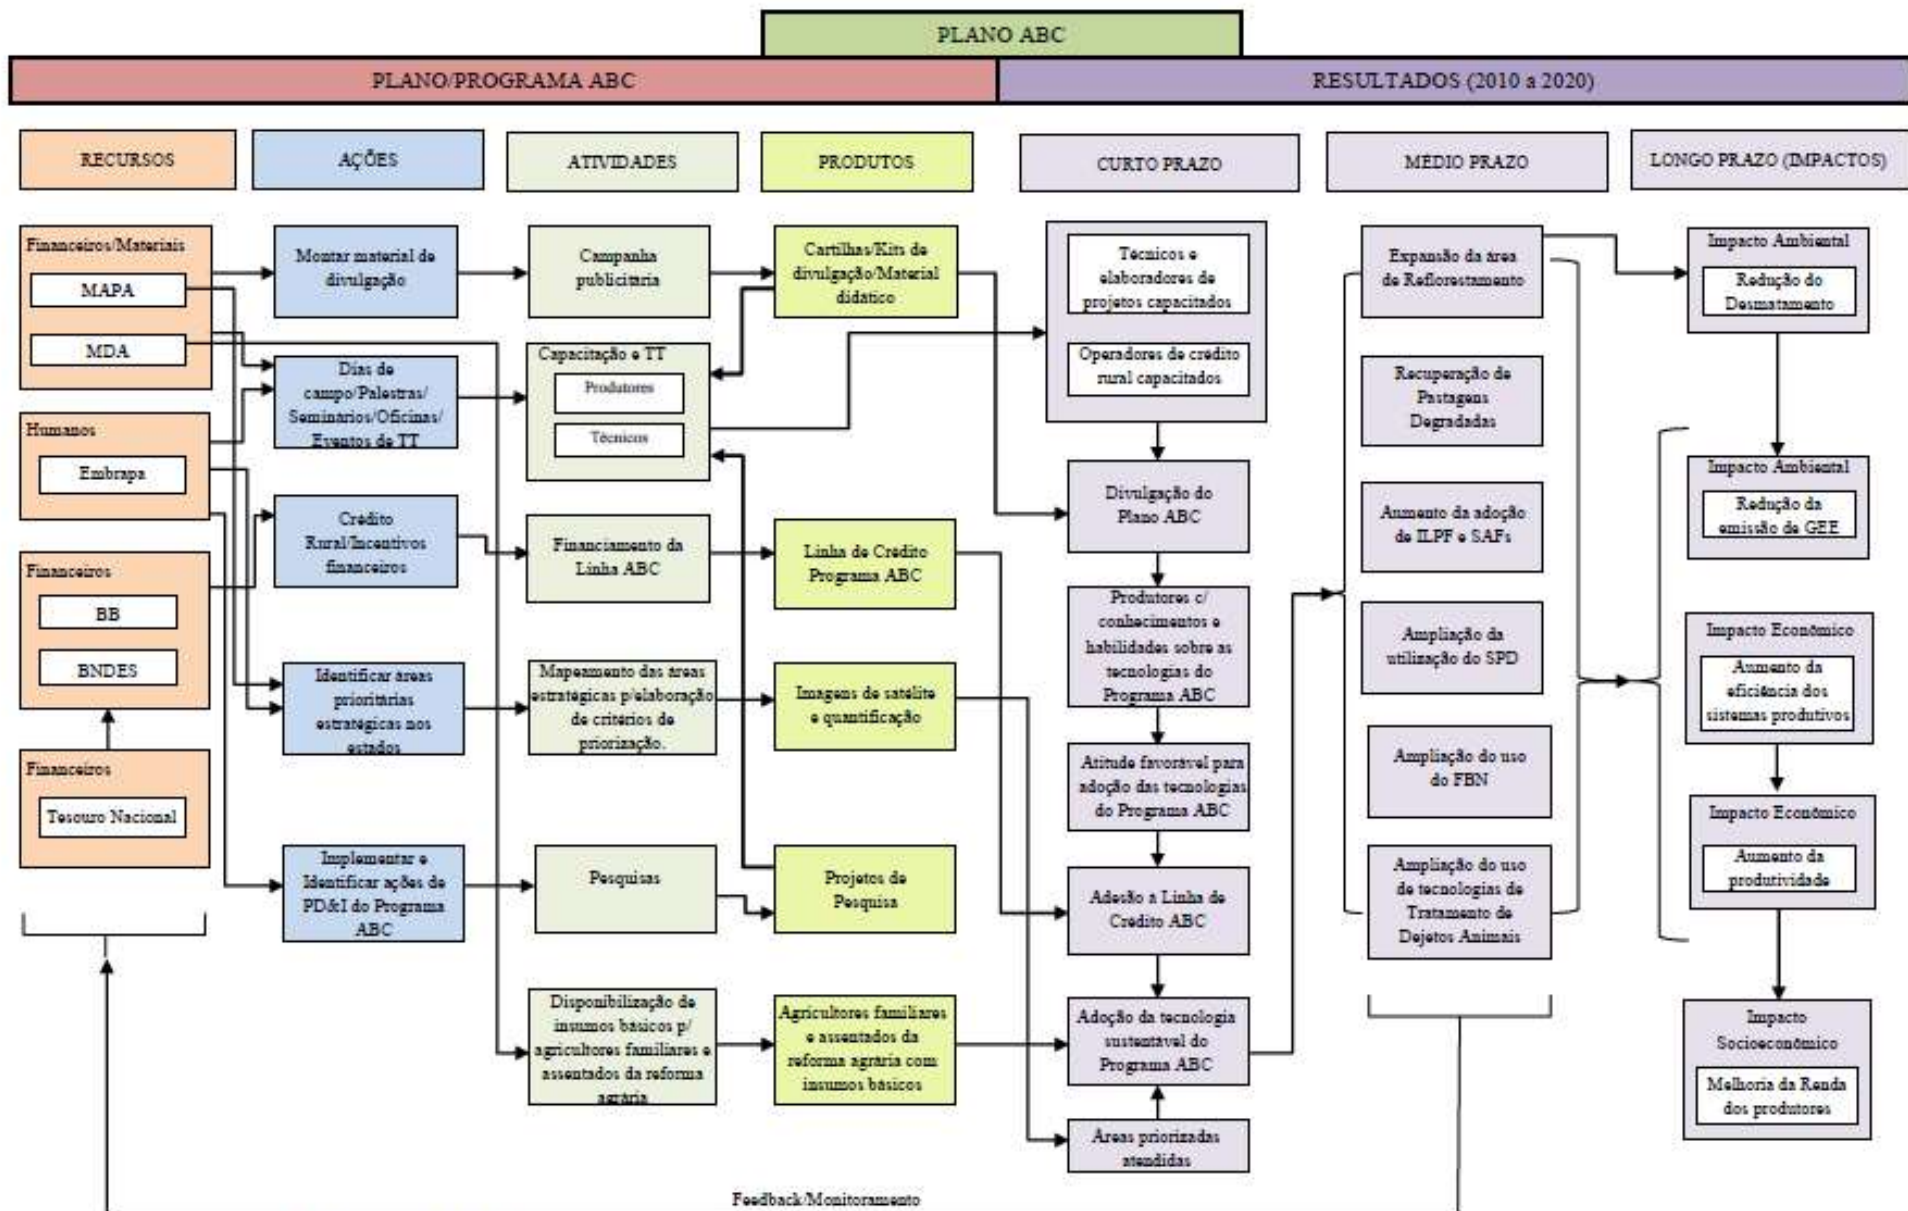 PLANO ABC
PLANO/PROGRAMA ABC
RESULTADOS (2010 a 2020)
RECURSOS
AÇÕES
ATIVIDADES
PRODUTOS
CURTO PRAZO
MÉDIO PRAZO
LONGO PRAZO (IMPACTOS)
Financeiros/Materiais
MAPA
MDA
Humanos
Embrapa
Financeiros
BB
BNDES
Financeiros
Tesouro Nacional
Montar material de
divulgação
Dias de
campo/Palestras/
Seminários/Oficinas/
Eventos de TT
Crédito
Rural/Incentivos
financeiros
Identificar áreas
prioritárias
estratégicas nos
estados
Implementar e
Identificar ações de
PD&I do Programa
ABC
Campanha
publicitária
Capacitação e TT
Produtores
Técnicos
Financiamento da
Linha ABC
Mapeamento das áreas
estratégicas p/elaboração
de critérios de
priorização.
Pesquisas
Disponibilização de
insumos básicos p/
agricultores familiares e
assentados da reforma
agrária
Cartilhas/Kits de
divulgação/Material
didático
Linha de Crédito
Programa ABC
Imagens de satélite
e quantificação
Projetos de
Pesquisa
Agricultores familiares
e assentados da
reforma agrária com
insumos básicos
Técnicos e
elaboradores de
projetos capacitados
Operadores de crédito
rural capacitados
Divulgação do
Plano ABC
Produtores c/
conhecimentos e
habilidades sobre as
tecnologias do
Programa ABC
Atitude favorável para
adoção das tecnologias
do Programa ABC
Adesão a Linha de
Crédito ABC
Adoção da tecnologia
sustentável do
Programa ABC
Áreas priorizadas
atendidas
Expansão da área
de Reflorestamento
Recuperação de
Pastagens
Degradadas
Aumento da adoção
de ILPF e SAFs
Ampliação da
utilização do SPD
Ampliação do uso
do FBN
Ampliação do uso
de tecnologias de
Tratamento de
Dejetos Animais
Impacto Ambiental
Redução do
Desmatamento
Impacto Ambiental
Redução da
emissão de GEE
Impacto Econômico
Aumento da
eficiência dos
sistemas produtivos
Impacto Econômico
Aumento da
produtividade
Impacto
Socioeconômico
Melhoria da Renda
dos produtores
Feedback/Monitoramento